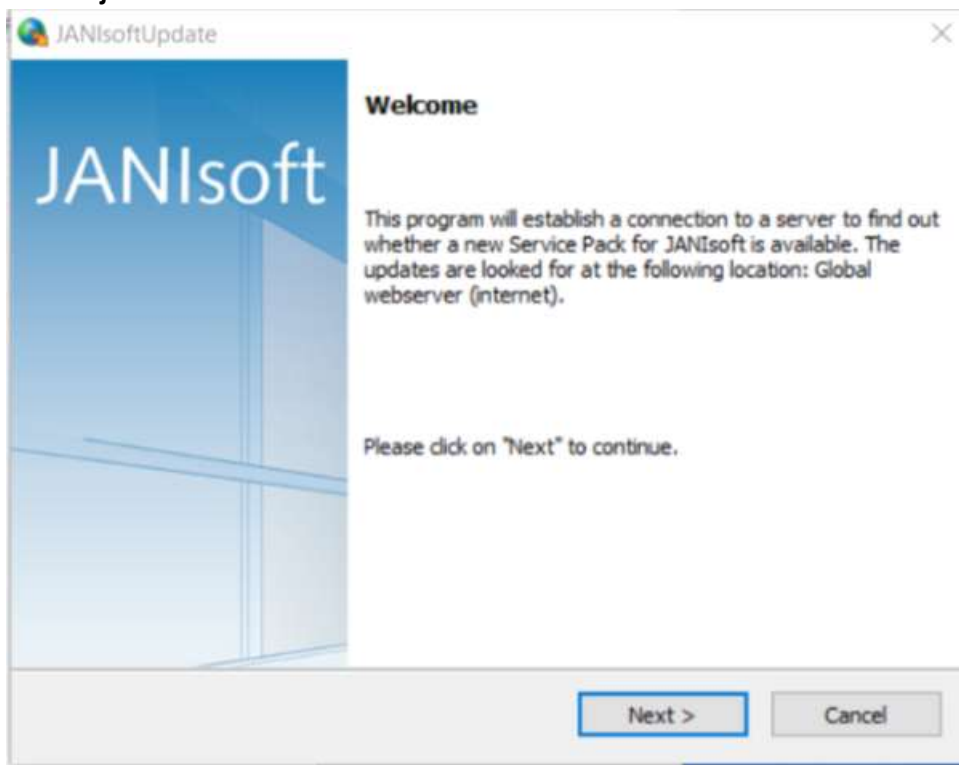 JANIsoftUpdate
JANIsoft
Welcome
This program will establish a connection to a server to find out
whether a new Service Pack for JANIsoft is available. The
updates are looked for at the following location: Global
webserver (internet).
Please click on "Next" to continue.
Next >
Cancel